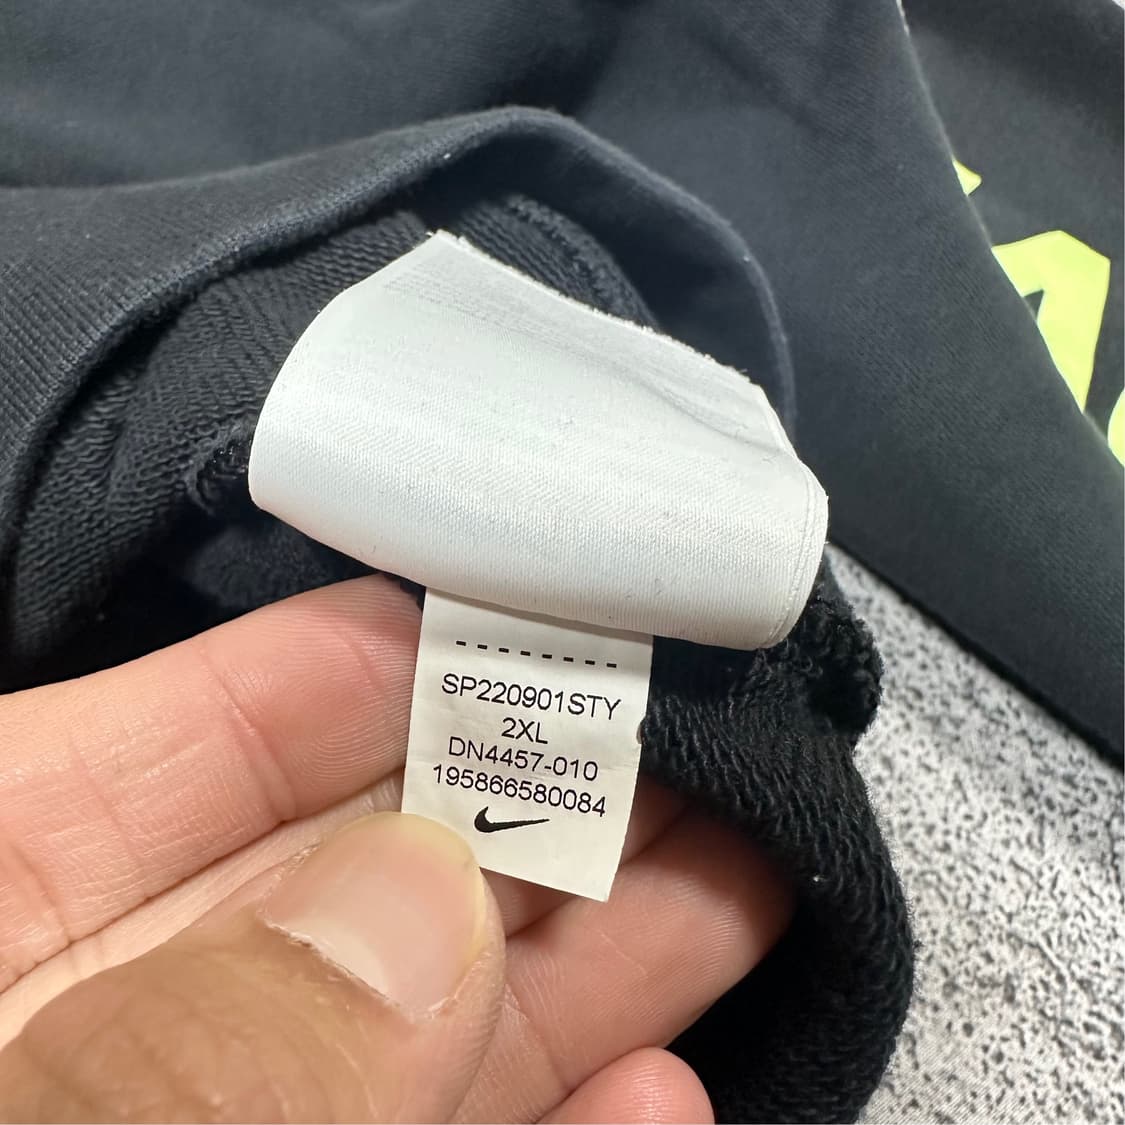 --------
SP220901STY
2XL
DN4457-010
195866580084